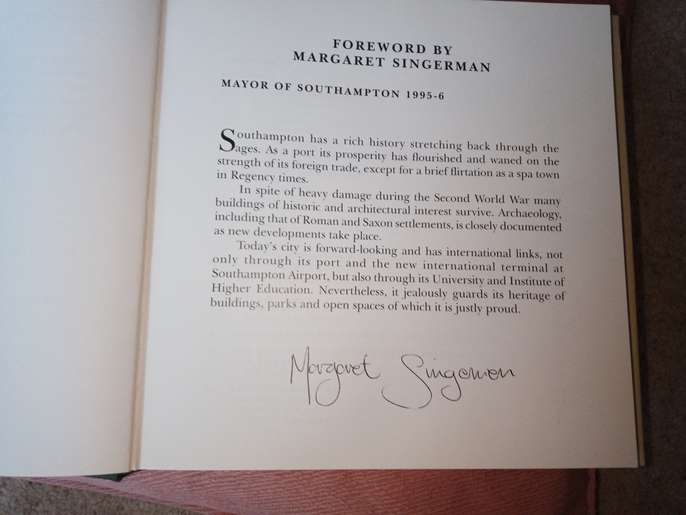 FOREWORD BY
MARGARET SINGERMAN
MAYOR OF SOUTHAMPTON 1995-6
Southampton has a rich history stretching back through the
ages. As a port its prosperity has flourished and waned on the
strength of its foreign trade, except for a brief flirtation as a spa town
in Regency times.
In spite of heavy damage during the Second World War many
buildings of historic and architectural interest survive. Archaeology,
including that of Roman and Saxon settlements, is closely documented
as new developments take place.
Today's city is forward-looking and has international links, not
only through its port and the new international terminal at
Southampton Airport, but also through its University and Institute of
Higher Education. Nevertheless, it jealously guards its heritage of
buildings, parks and open spaces of which it is justly proud.
Margaret Singerman